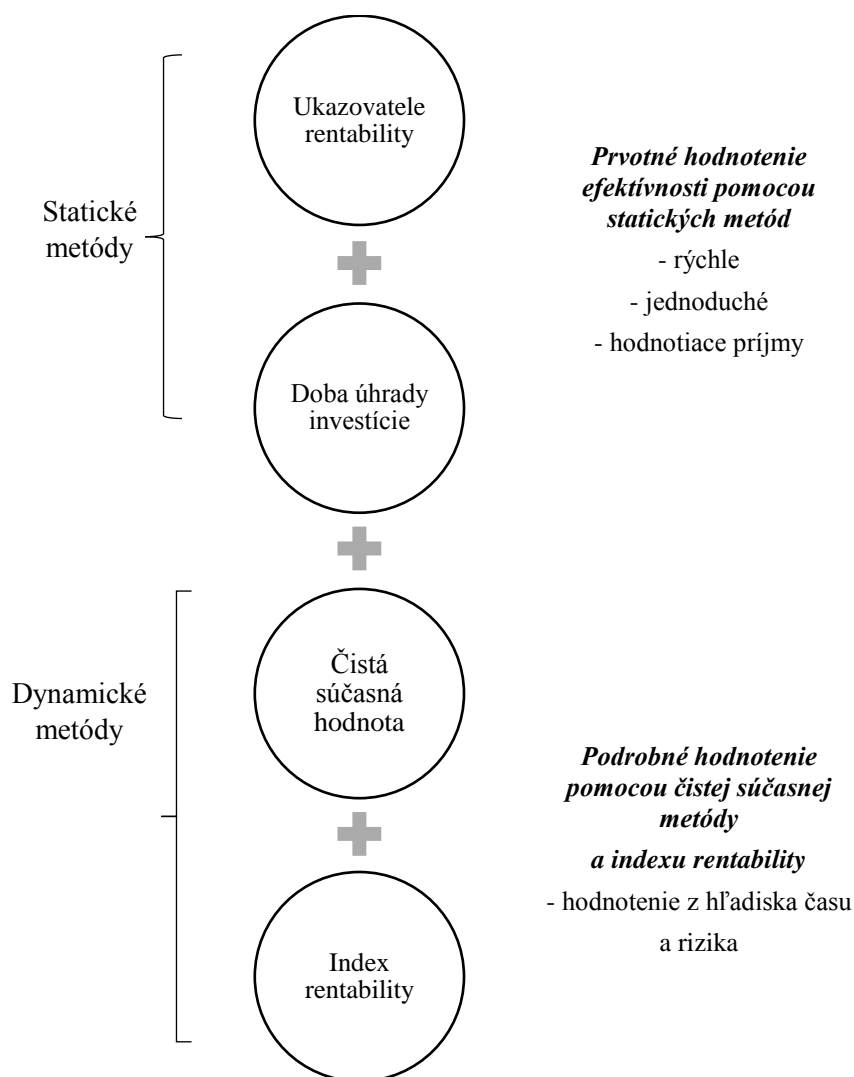 Ukazovatele
rentability
Prvotné hodnotenie
efektívnosti pomocou
statických metód
- rýchle
- jednoduché
- hodnotiace príjmy
Statické
metódy
Doba úhrady
investície
Čistá
súčasná
hodnota
Dynamické
metódy
Podrobné hodnotenie
pomocou čistej súčasnej
metódy
a indexu rentability
- hodnotenie z hľadiska času
a rizika
Index
rentability